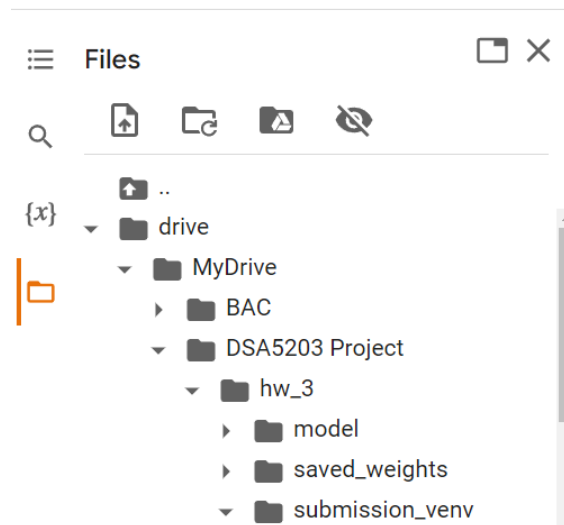 Files
..
{x}
drive
MyDrive
BAC
DSA5203 Project
hw_3
model
saved_weights
submission_venv